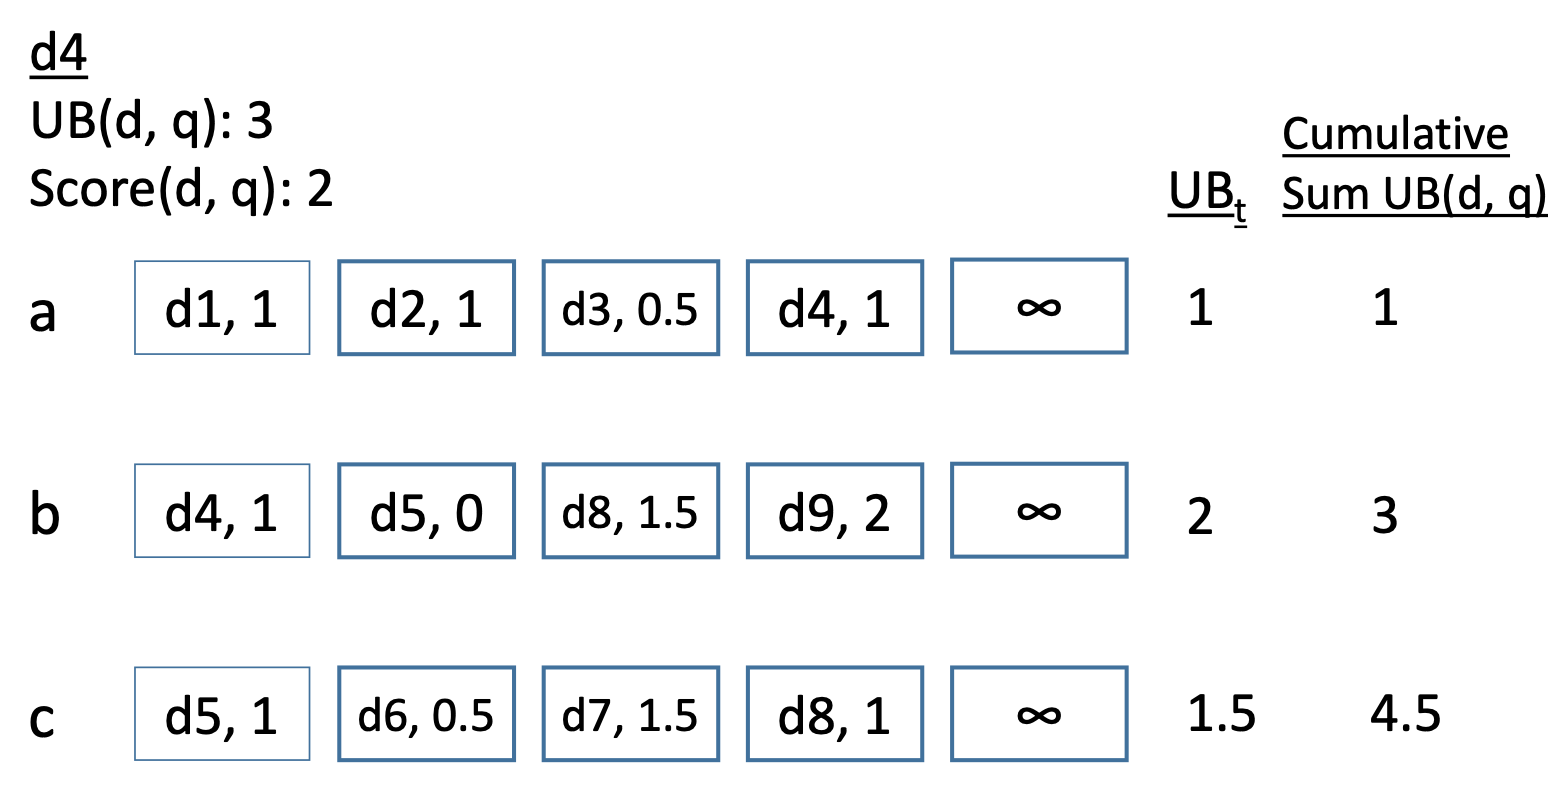 d4
UB(d, q): 3
Score(d, q): 2
UBt
Cumulative
Sum UB(d, q)
a d1, 1 d2, 1 d3, 0.5 d4, 1 ∞ 1 1
b d4, 1 d5, 0 d8, 1.5 d9, 2 ∞ 2 3
c d5, 1 d6, 0.5 d7, 1.5 d8, 1 ∞ 1.5 4.5